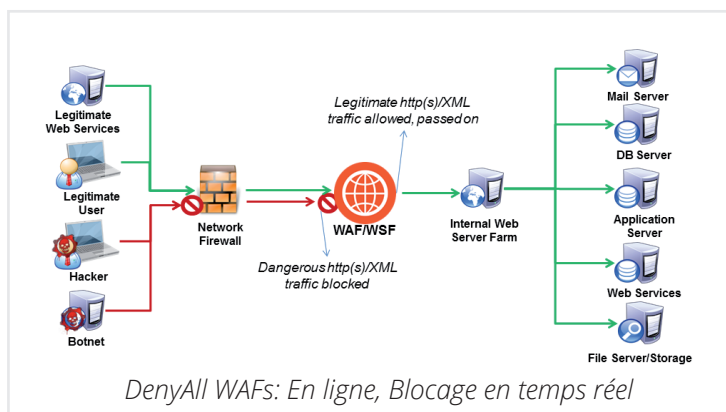 Legitimate
Web Services
Legitimate
User
Hacker
Botnet
Network
Firewall
Legitimate http(s)/XML
traffic allowed, passed on
WAF/WSF
Dangerous http(s)/XML
traffic blocked
Internal Web
Server Farm
Mail Server
DB Server
Application
Server
Web Services
File Server/Storage
DenyAll WAFs: En ligne, Blocage en temps réel